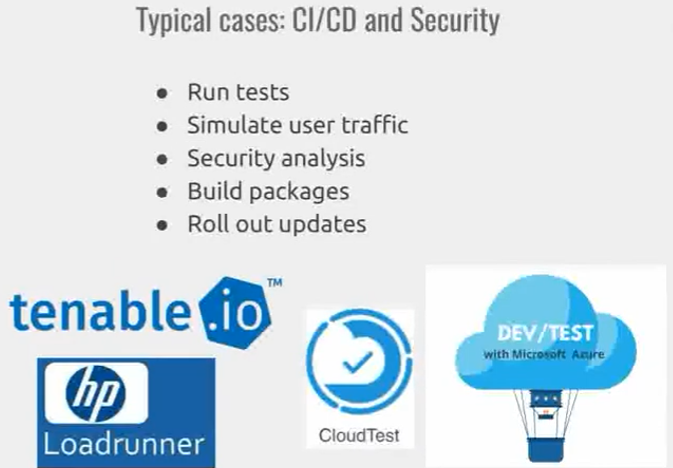 Typical cases: CI/CD and Security
● Run tests
● Simulate user traffic
● Security analysis
● Build packages
● Roll out updates
tenable.io™
hp
Loadrunner
CloudTest
DEV/TEST
with Microsoft Azure